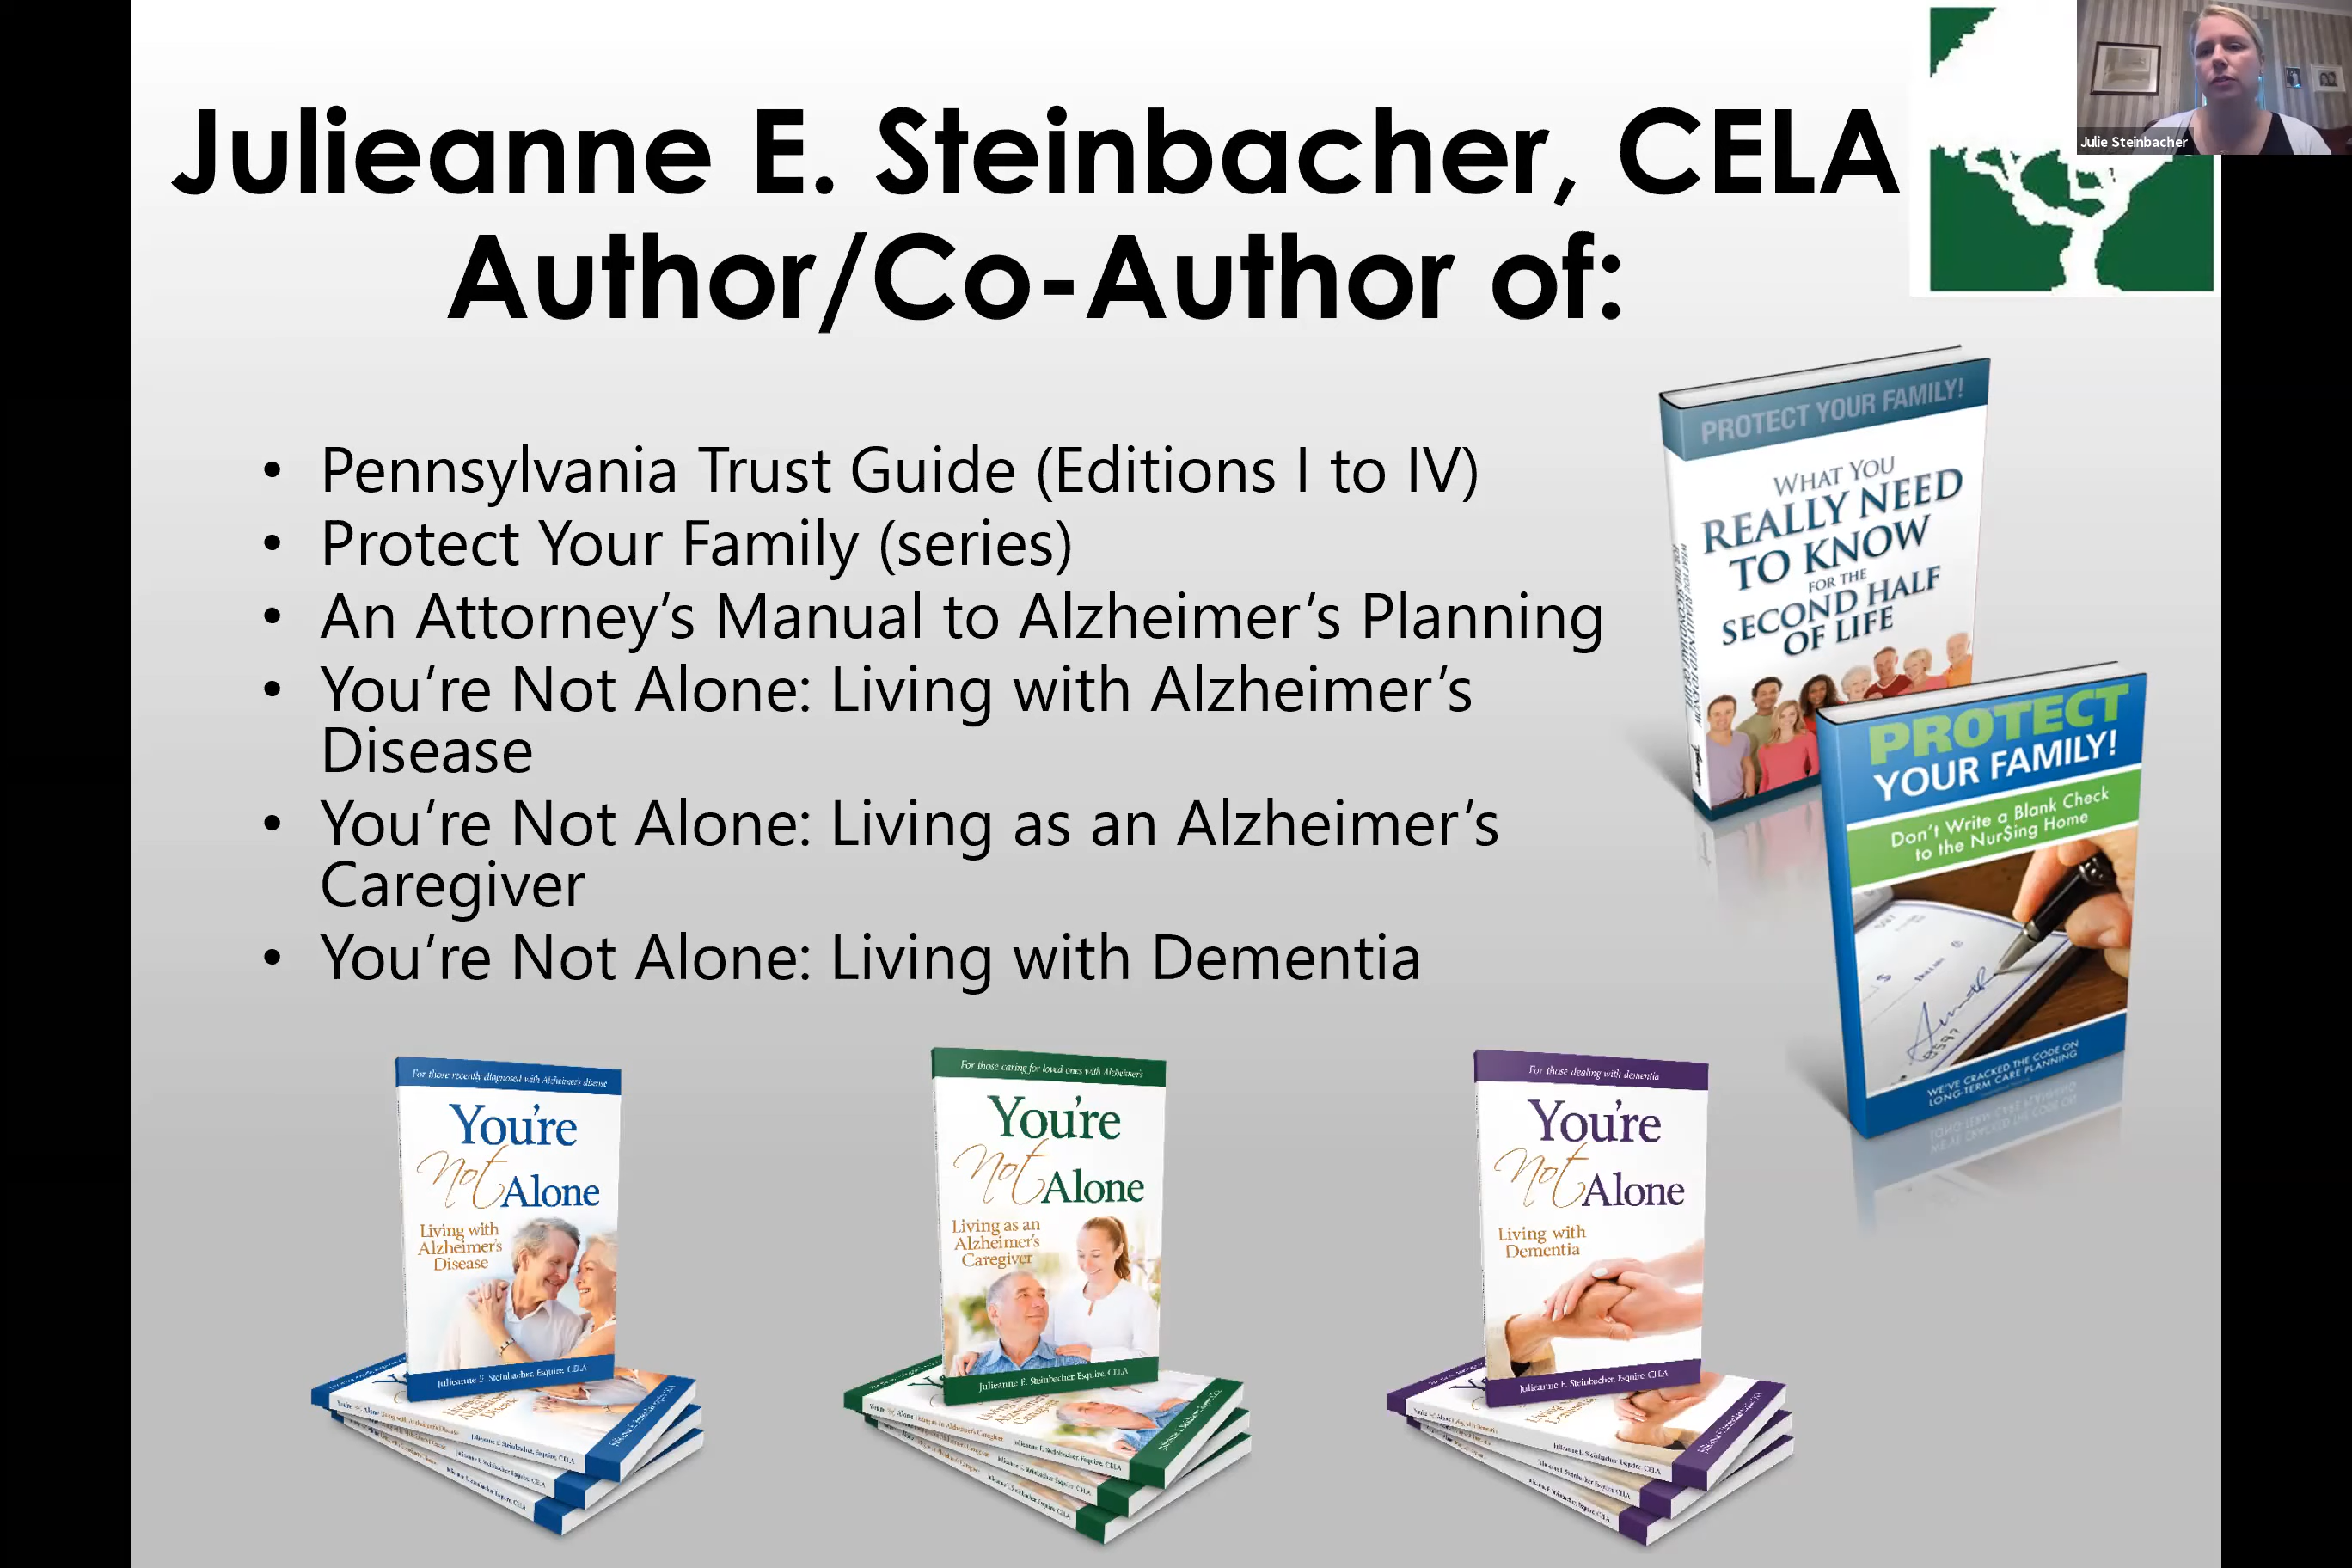 Julieanne E. Steinbacher, CELA
Author/Co-Author of:
Julie Steinbacher
• Pennsylvania Trust Guide (Editions I to IV)
• Protect Your Family (series)
• An Attorney’s Manual to Alzheimer’s Planning
• You’re Not Alone: Living with Alzheimer’s
Disease
• You’re Not Alone: Living as an Alzheimer’s
Caregiver
• You’re Not Alone: Living with Dementia
PROTECT YOUR FAMILY!
WHAT YOU
REALLY NEED
TO KNOW
FOR THE
SECOND HALF
OF LIFE
PROTECT
YOUR FAMILY!
Don't Write a Blank Check
to the Nur$ing Home
WE'VE CRACKED THE CODE ON
LONG-TERM CARE PLANNING
For those recently diagnosed with Alzheimer's disease
You're
Not
Alone
Living with
Alzheimer's
Disease
Julieanne E. Steinbacher, Esquire, CELA
For those caring for loved ones with Alzheimer's
You're
Not
Alone
Living as an
Alzheimer's
Caregiver
Julieanne E. Steinbacher, Esquire, CELA
For those dealing with dementia
You're
Not
Alone
Living with
Dementia
Julieanne E. Steinbacher, Esquire, CELA